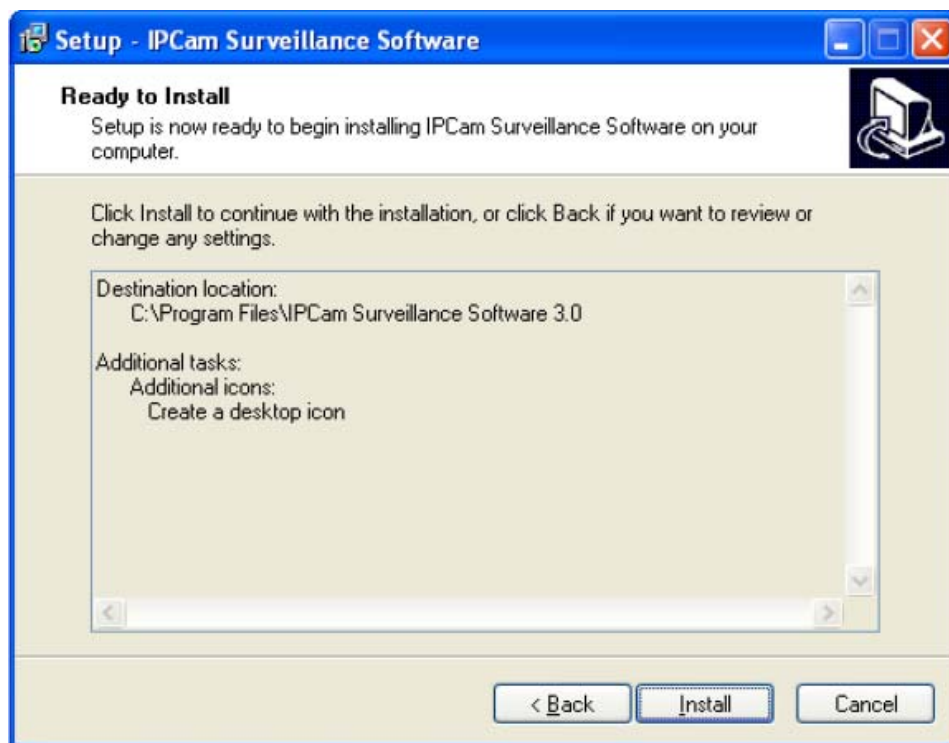 Setup - IPCam Surveillance Software
Ready to Install
Setup is now ready to begin installing IPCam Surveillance Software on your
computer.
Click Install to continue with the installation, or click Back if you want to review or
change any settings.
Destination location:
C:\Program Files\IPCam Surveillance Software 3.0
Additional tasks:
Additional icons:
Create a desktop icon
< Back
Install
Cancel